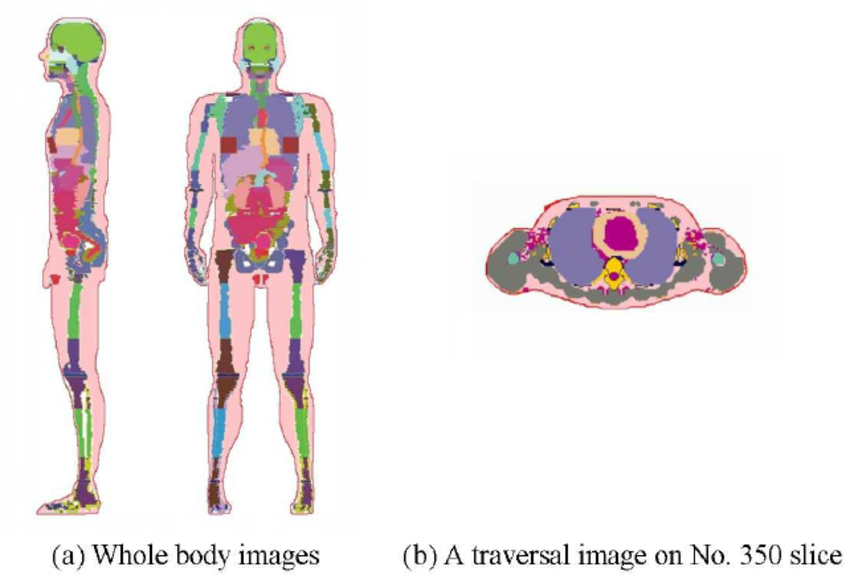 (a) Whole body images
(b) A traversal image on No. 350 slice